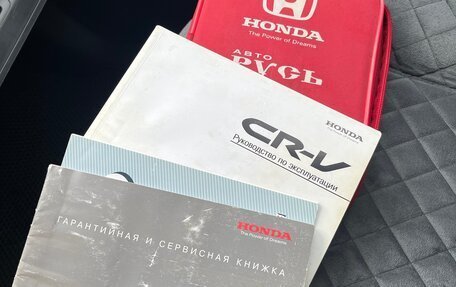 HONDA
The Power of Dreams
АВТО
РУСЬ
HONDA
CR-V
Руководство по эксплуатации
HONDA
The Power of Dreams
ГАРАНТИЙНАЯ И СЕРВИСНАЯ КНИЖКА